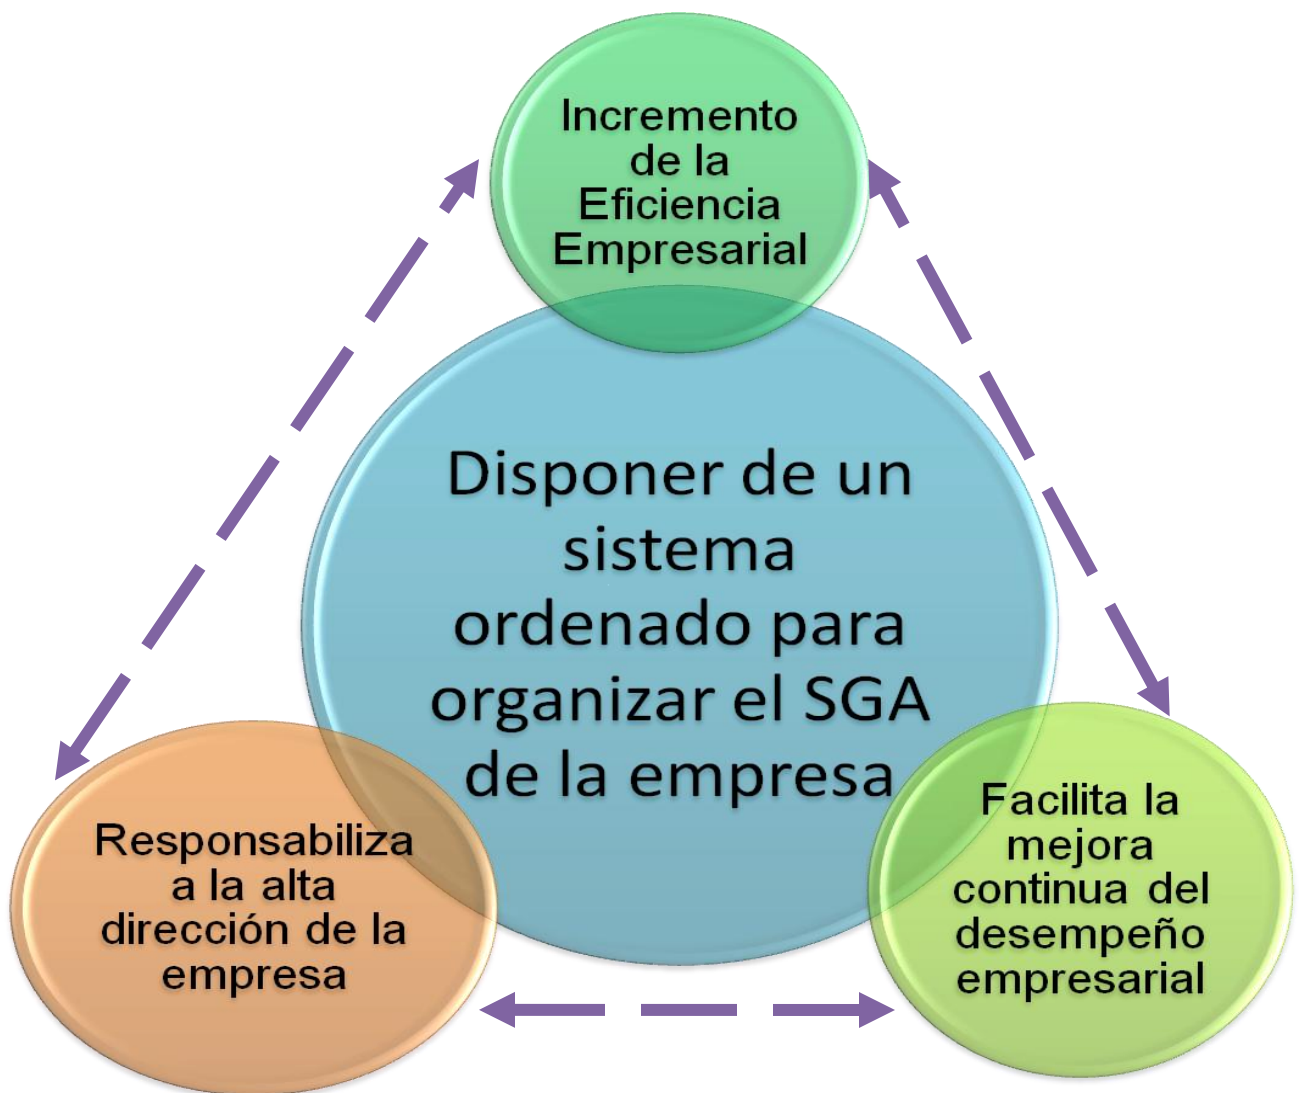 Incremento
de la
Eficiencia
Empresarial
Disponer de un
sistema
ordenado para
organizar el SGA
de la empresa
Responsabiliza
a la alta
dirección de la
empresa
Facilita la
mejora
continua del
desempeño
empresarial